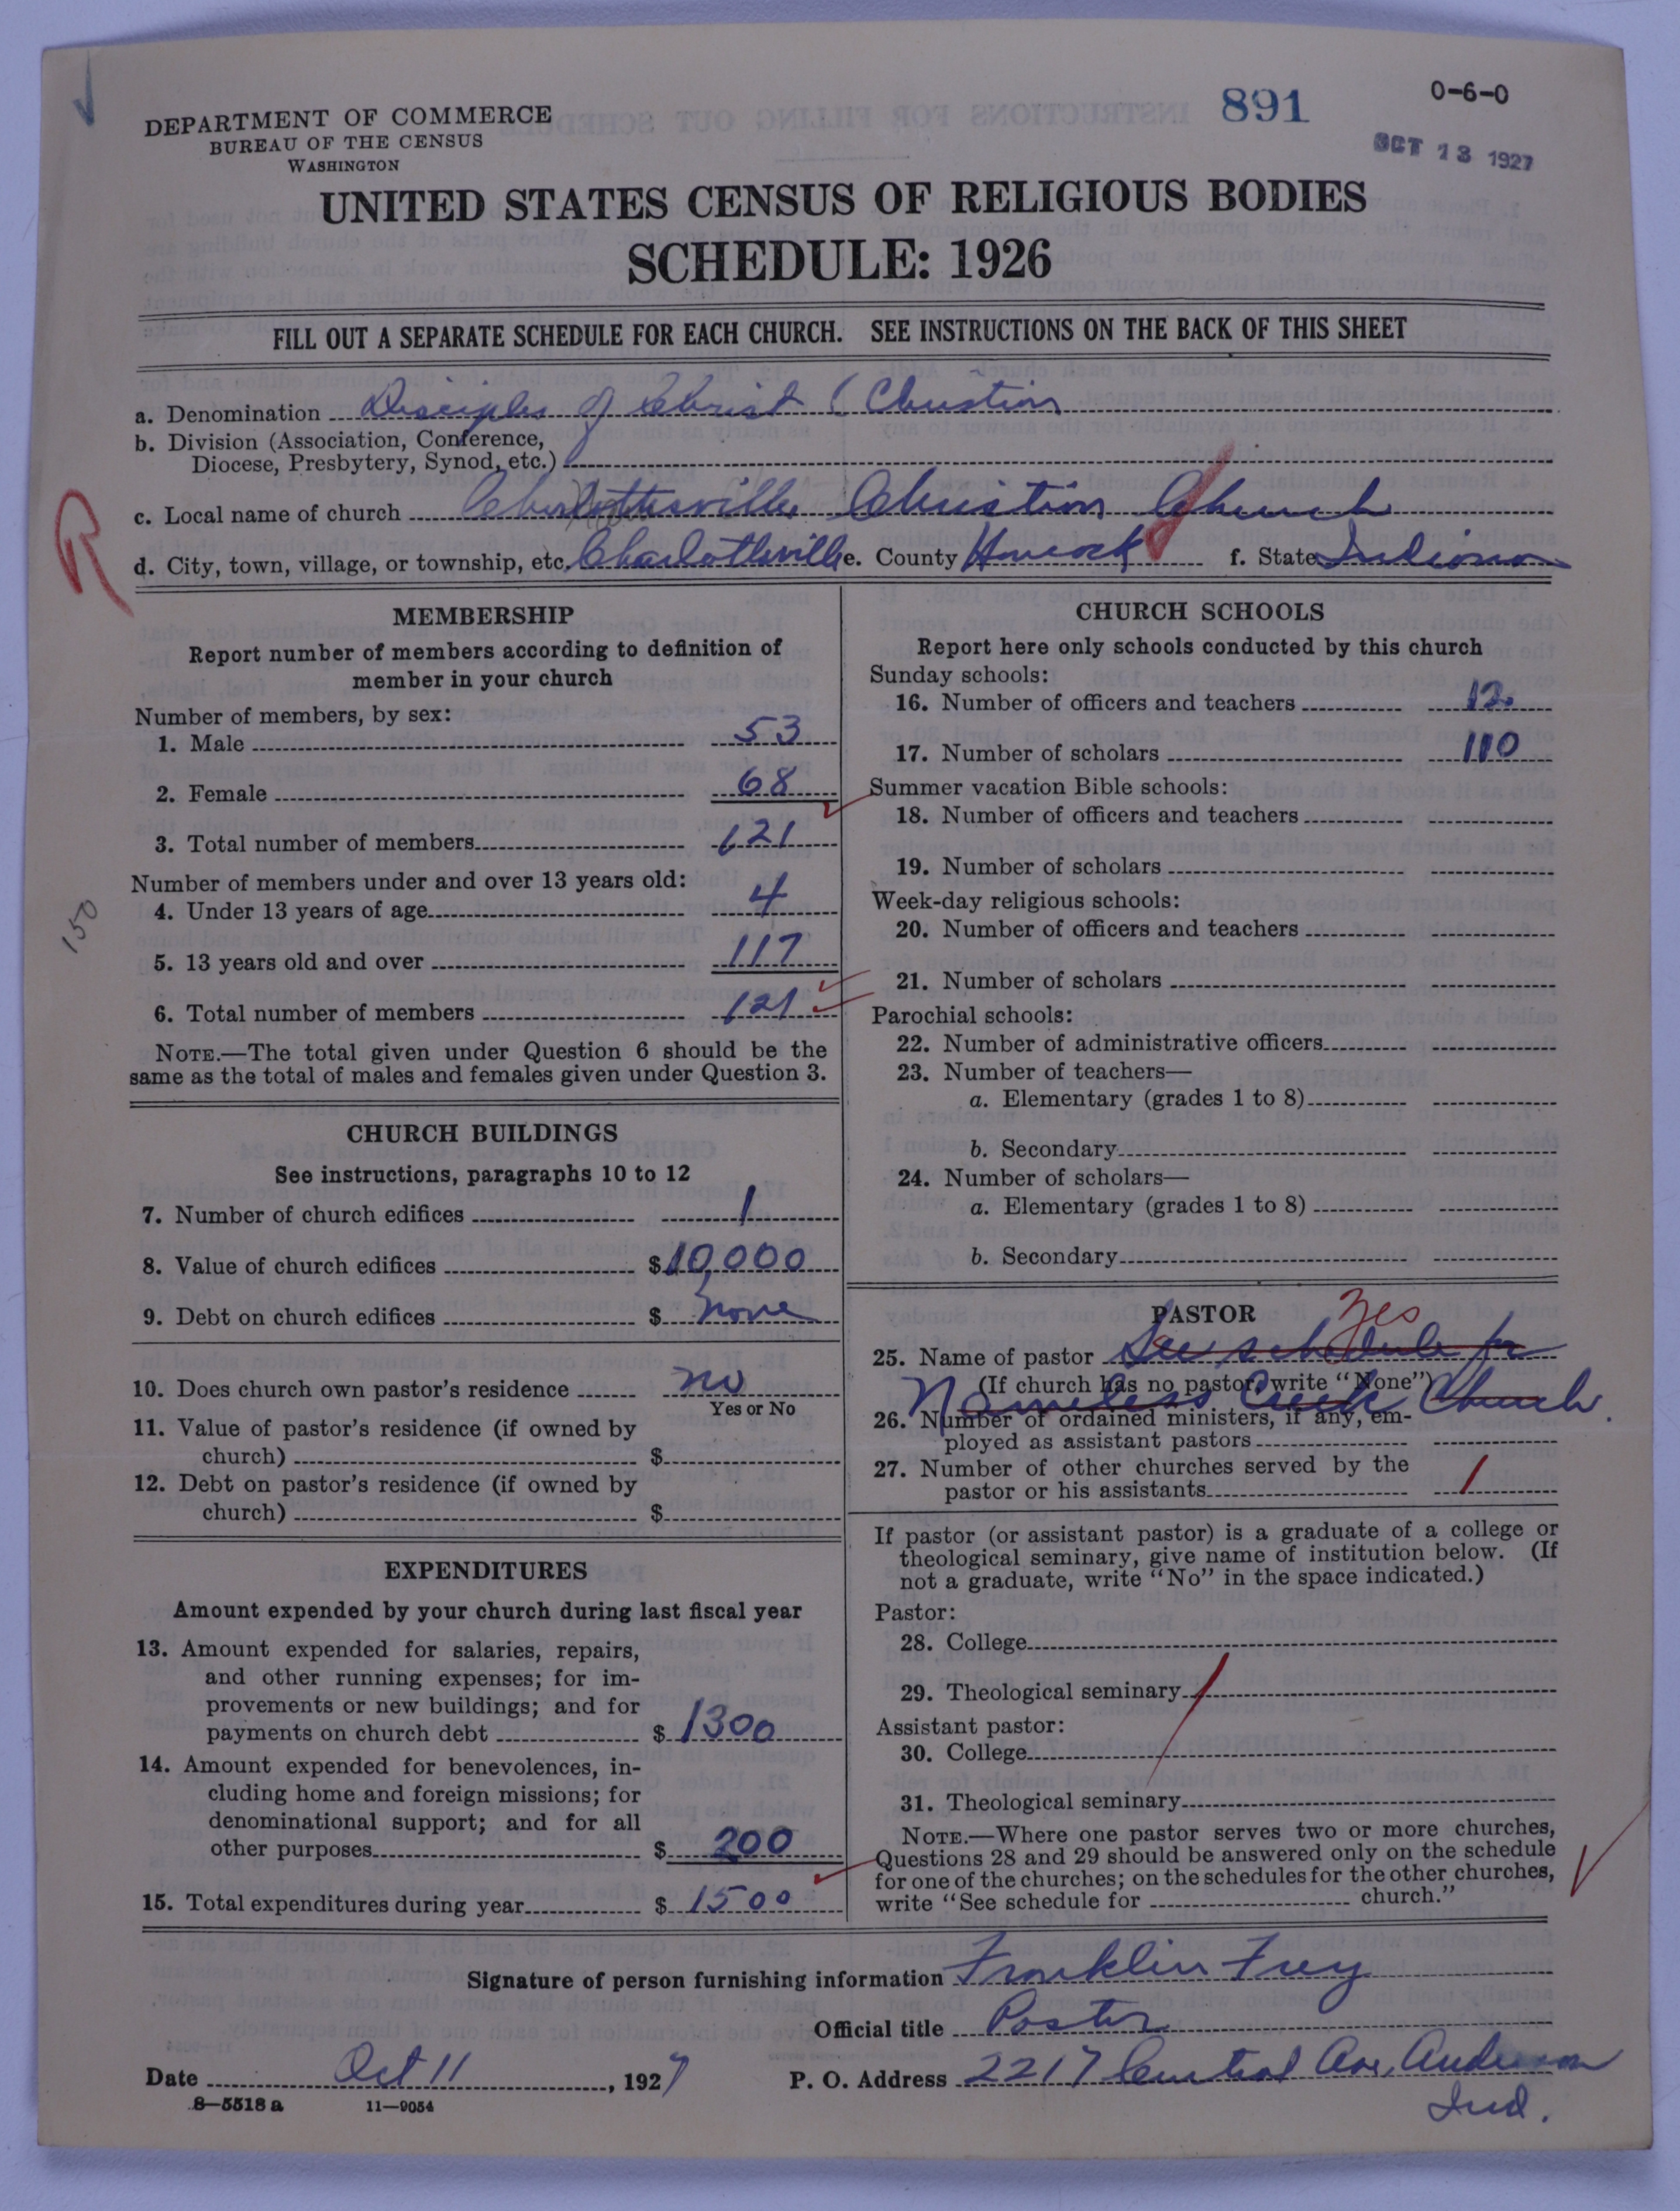 891
0-6-0
OCT 13 1927
DEPARTMENT OF COMMERCE
BUREAU OF THE CENSUS
WASHINGTON
UNITED STATES CENSUS OF RELIGIOUS BODIES
SCHEDULE: 1926
FILL OUT A SEPARATE SCHEDULE FOR EACH CHURCH. SEE INSTRUCTIONS ON THE BACK OF THIS SHEET
a. Denomination Disciples of Christ (Christian
b. Division (Association, Conference,
Diocese, Presbytery, Synod, etc.)
R
c. Local name of church Charlottesville Christian Church
d. City, town, village, or township, etc. Charlottsville e. County Hancock f. State Indiana
MEMBERSHIP
Report number of members according to definition of
member in your church
Number of members, by sex:
1. Male 53
2. Female 68
3. Total number of members 121
Number of members under and over 13 years old:
4. Under 13 years of age 4
150
5. 13 years old and over 117
6. Total number of members 121
NOTE.—The total given under Question 6 should be the
same as the total of males and females given under Question 3.
CHURCH BUILDINGS
See instructions, paragraphs 10 to 12
7. Number of church edifices 1
8. Value of church edifices $10,000
9. Debt on church edifices $ none
10. Does church own pastor's residence no
Yes or No
11. Value of pastor's residence (if owned by
church) $
12. Debt on pastor's residence (if owned by
church) $
EXPENDITURES
Amount expended by your church during last fiscal year
13. Amount expended for salaries, repairs,
and other running expenses; for im-
provements or new buildings; and for
payments on church debt $ 1300
14. Amount expended for benevolences, in-
cluding home and foreign missions; for
denominational support; and for all
other purposes $ 200
15. Total expenditures during year $ 1500
CHURCH SCHOOLS
Report here only schools conducted by this church
Sunday schools:
16. Number of officers and teachers 12
17. Number of scholars 110
Summer vacation Bible schools:
18. Number of officers and teachers
19. Number of scholars
Week-day religious schools:
20. Number of officers and teachers
21. Number of scholars
Parochial schools:
22. Number of administrative officers
23. Number of teachers—
a. Elementary (grades 1 to 8)
b. Secondary
24. Number of scholars—
a. Elementary (grades 1 to 8)
b. Secondary
PASTOR
Yes
25. Name of pastor See schedule for
(If church has no pastor, write "None")
Nameless Creek Church.
26. Number of ordained ministers, if any, em-
ployed as assistant pastors
27. Number of other churches served by the
pastor or his assistants 1
If pastor (or assistant pastor) is a graduate of a college or
theological seminary, give name of institution below. (If
not a graduate, write "No" in the space indicated.)
Pastor:
28. College
29. Theological seminary
Assistant pastor:
30. College
31. Theological seminary
NOTE.—Where one pastor serves two or more churches,
Questions 28 and 29 should be answered only on the schedule
for one of the churches; on the schedules for the other churches,
write "See schedule for church."
Signature of person furnishing information Franklin Frey
Official title Pastor
Date Oct 11, 1927 P. O. Address 2217 Central Ave, Anderson
Ind.
8—5518 a 11—9054